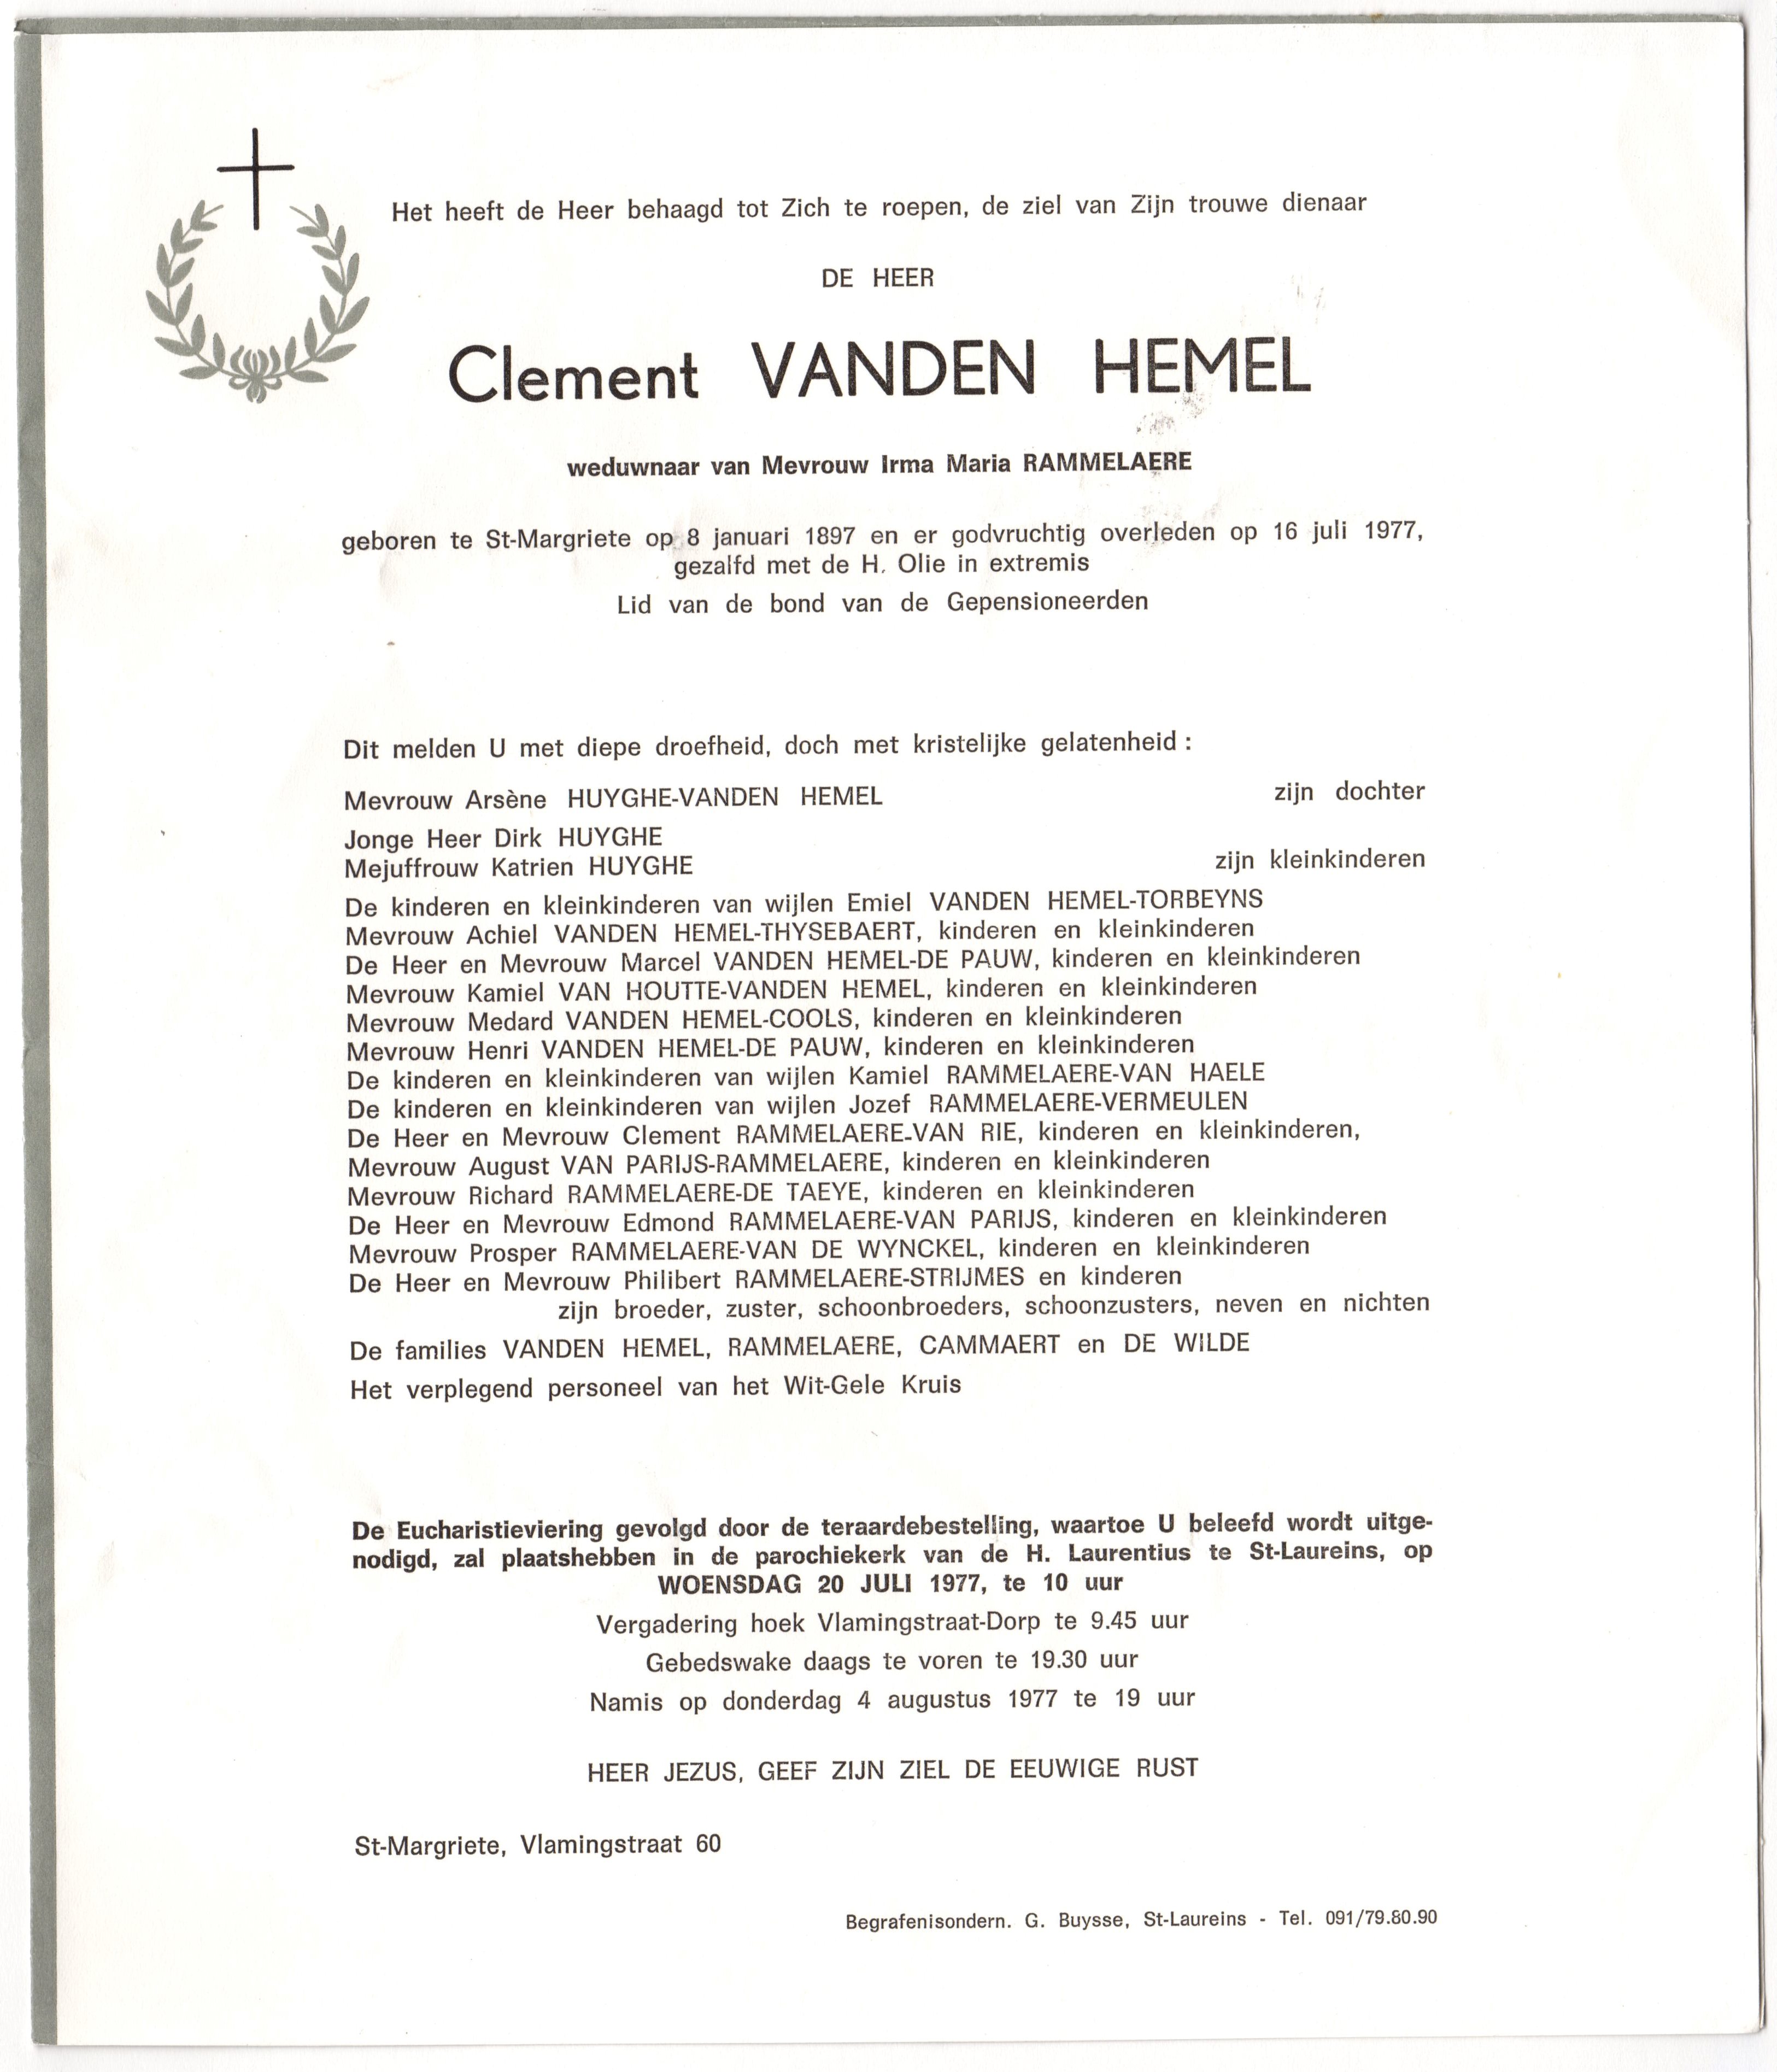 Het heeft de Heer behaagd tot Zich te roepen, de ziel van Zijn trouwe dienaar
DE HEER
Clement VANDEN HEMEL
weduwnaar van Mevrouw Irma Maria RAMMELAERE
geboren te St-Margriete op 8 januari 1897 en er godvruchtig overleden op 16 juli 1977,
gezalfd met de H. Olie in extremis
Lid van de bond van de Gepensioneerden
Dit melden U met diepe droefheid, doch met kristelijke gelatenheid :
Mevrouw Arsène HUYGHE-VANDEN HEMEL zijn dochter
Jonge Heer Dirk HUYGHE
Mejuffrouw Katrien HUYGHE zijn kleinkinderen
De kinderen en kleinkinderen van wijlen Emiel VANDEN HEMEL-TORBEYNS
Mevrouw Achiel VANDEN HEMEL-THYSEBAERT, kinderen en kleinkinderen
De Heer en Mevrouw Marcel VANDEN HEMEL-DE PAUW, kinderen en kleinkinderen
Mevrouw Kamiel VAN HOUTTE-VANDEN HEMEL, kinderen en kleinkinderen
Mevrouw Medard VANDEN HEMEL-COOLS, kinderen en kleinkinderen
Mevrouw Henri VANDEN HEMEL-DE PAUW, kinderen en kleinkinderen
De kinderen en kleinkinderen van wijlen Kamiel RAMMELAERE-VAN HAELE
De kinderen en kleinkinderen van wijlen Jozef RAMMELAERE-VERMEULEN
De Heer en Mevrouw Clement RAMMELAERE-VAN RIE, kinderen en kleinkinderen,
Mevrouw August VAN PARIJS-RAMMELAERE, kinderen en kleinkinderen
Mevrouw Richard RAMMELAERE-DE TAEYE, kinderen en kleinkinderen
De Heer en Mevrouw Edmond RAMMELAERE-VAN PARIJS, kinderen en kleinkinderen
Mevrouw Prosper RAMMELAERE-VAN DE WYNCKEL, kinderen en kleinkinderen
De Heer en Mevrouw Philibert RAMMELAERE-STRIJMES en kinderen
zijn broeder, zuster, schoonbroeders, schoonzusters, neven en nichten
De families VANDEN HEMEL, RAMMELAERE, CAMMAERT en DE WILDE
Het verplegend personeel van het Wit-Gele Kruis
De Eucharistieviering gevolgd door de teraardebestelling, waartoe U beleefd wordt uitge-
nodigd, zal plaatshebben in de parochiekerk van de H. Laurentius te St-Laureins, op
WOENSDAG 20 JULI 1977, te 10 uur
Vergadering hoek Vlamingstraat-Dorp te 9.45 uur
Gebedswake daags te voren te 19.30 uur
Namis op donderdag 4 augustus 1977 te 19 uur
HEER JEZUS, GEEF ZIJN ZIEL DE EEUWIGE RUST
St-Margriete, Vlamingstraat 60
Begrafenisondern. G. Buysse, St-Laureins - Tel. 091/79.80.90